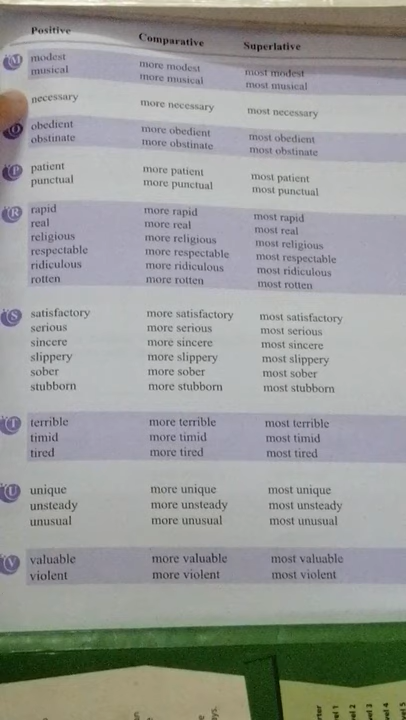 Positive Comparative Superlative
M modest more modest most modest
musical more musical most musical
necessary more necessary most necessary
O obedient more obedient most obedient
obstinate more obstinate most obstinate
P patient more patient most patient
punctual more punctual most punctual
R rapid more rapid most rapid
real more real most real
religious more religious most religious
respectable more respectable most respectable
ridiculous more ridiculous most ridiculous
rotten more rotten most rotten
S satisfactory more satisfactory most satisfactory
serious more serious most serious
sincere more sincere most sincere
slippery more slippery most slippery
sober more sober most sober
stubborn more stubborn most stubborn
T terrible more terrible most terrible
timid more timid most timid
tired more tired most tired
U unique more unique most unique
unsteady more unsteady most unsteady
unusual more unusual most unusual
V valuable more valuable most valuable
violent more violent most violent